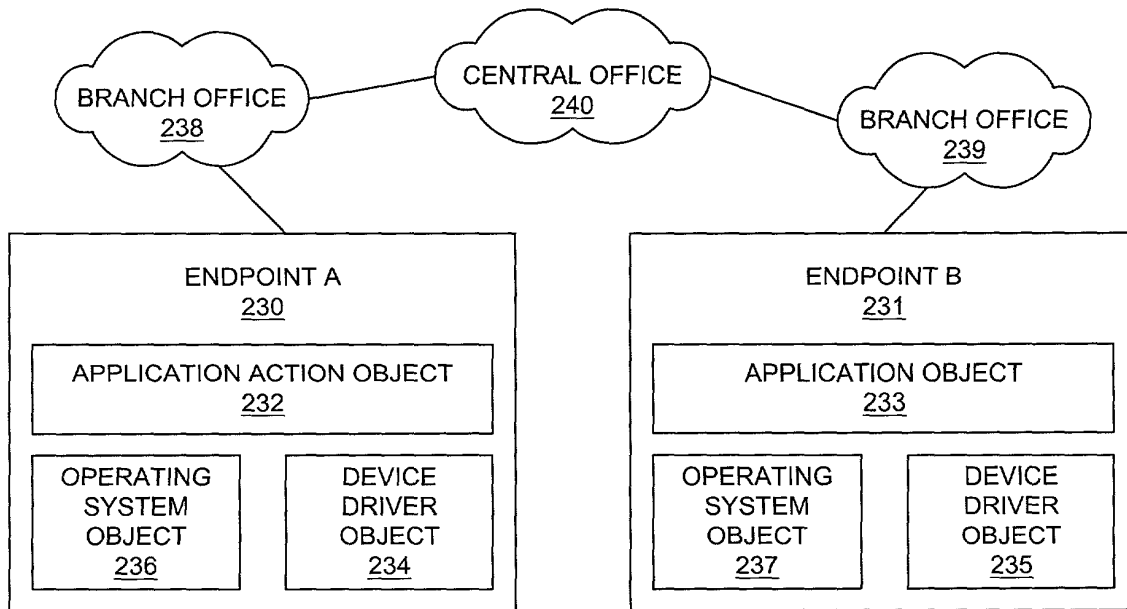 BRANCH OFFICE
238
CENTRAL OFFICE
240
BRANCH OFFICE
239
ENDPOINT A
230
APPLICATION ACTION OBJECT
232
OPERATING
SYSTEM
OBJECT
236
DEVICE
DRIVER
OBJECT
234
ENDPOINT B
231
APPLICATION OBJECT
233
OPERATING
SYSTEM
OBJECT
237
DEVICE
DRIVER
OBJECT
235